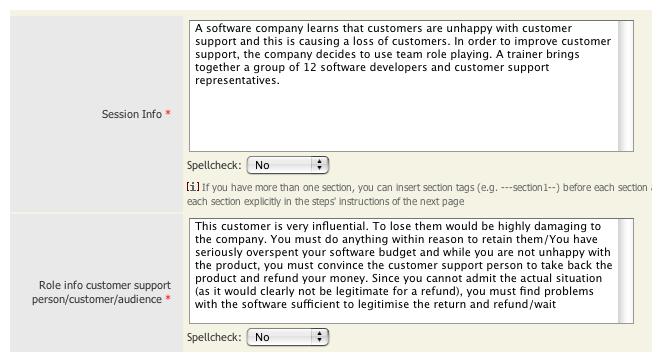 A software company learns that customers are unhappy with customer
support and this is causing a loss of customers. In order to improve customer
support, the company decides to use team role playing. A trainer brings
together a group of 12 software developers and customer support
representatives.
Session Info *
Spellcheck: No
[i] If you have more than one section, you can insert section tags (e.g. ---section1--) before each section
each section explicitly in the steps' instructions of the next page
This customer is very influential. To lose them would be highly damaging to
the company. You must do anything within reason to retain them/You have
seriously overspent your software budget and while you are not unhappy with
the product, you must convince the customer support person to take back the
product and refund your money. Since you cannot admit the actual situation
(as it would clearly not be legitimate for a refund), you must find problems
with the software sufficient to legitimise the return and refund/wait
Role info customer support
person/customer/audience *
Spellcheck: No